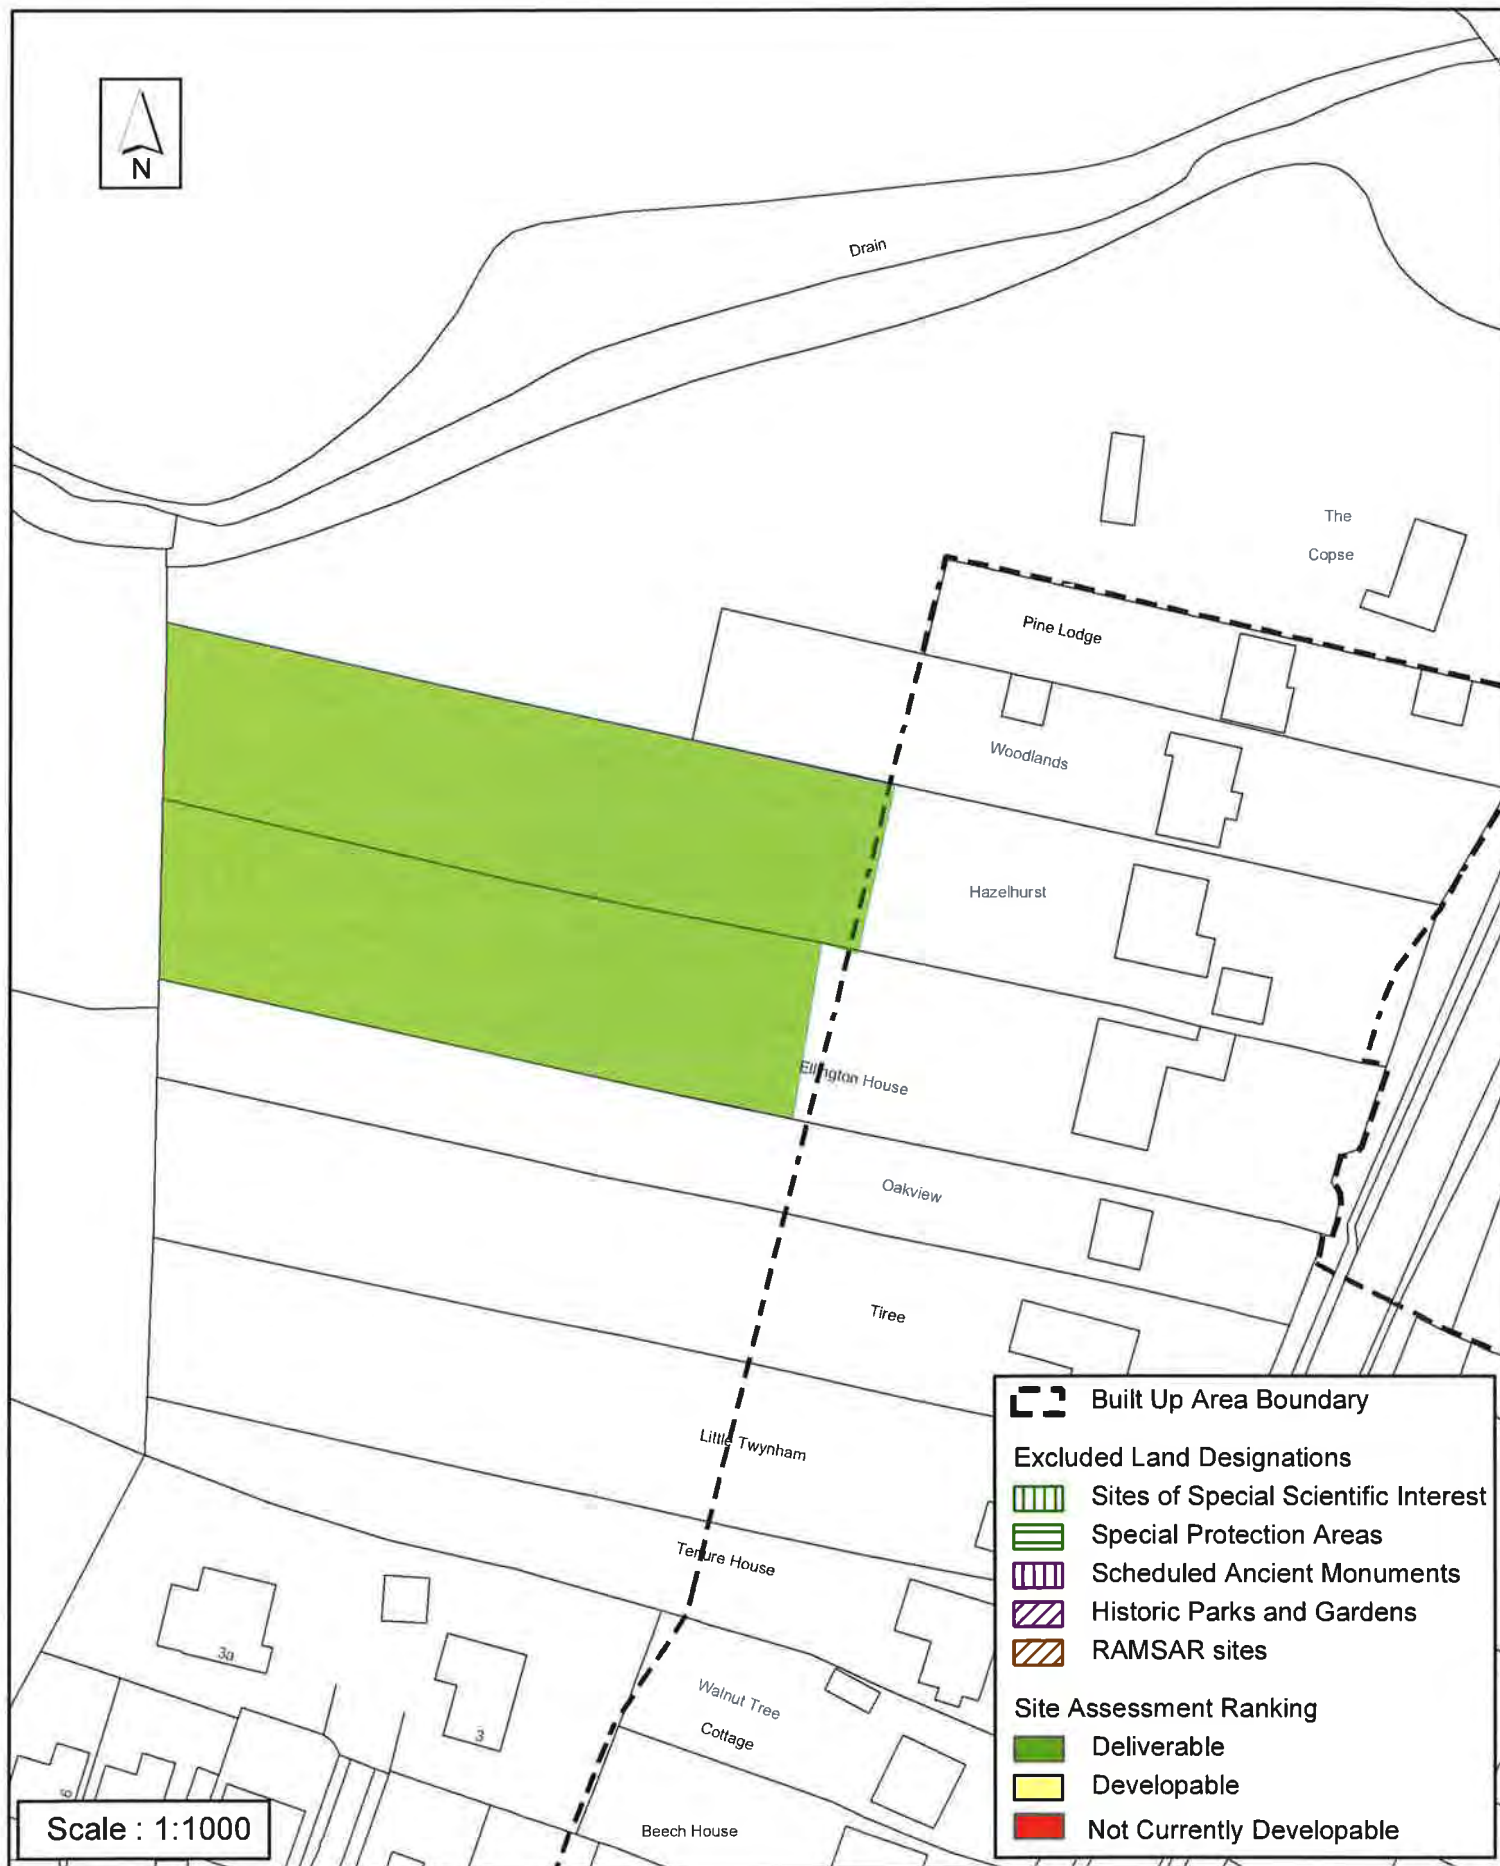 N
Drain
The
Copse
Pine Lodge
Woodlands
Hazelhurst
Ellington House
Oakview
Tiree
Little Twynham
Tenure House
3a
3
Walnut Tree
Cottage
6
Beech House
Scale : 1:1000
Built Up Area Boundary
Excluded Land Designations
Sites of Special Scientific Interest
Special Protection Areas
Scheduled Ancient Monuments
Historic Parks and Gardens
RAMSAR sites
Site Assessment Ranking
Deliverable
Developable
Not Currently Developable